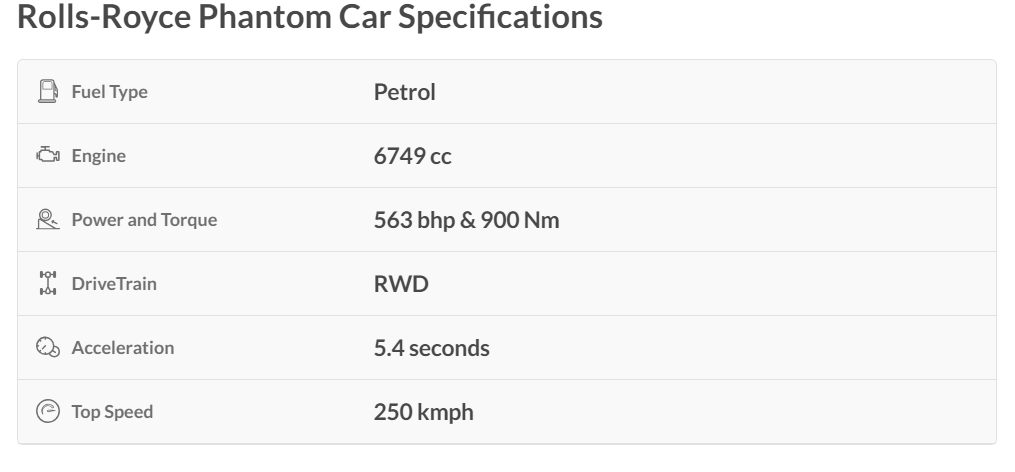 Rolls-Royce Phantom Car Specifications
Fuel Type Petrol
Engine 6749 cc
Power and Torque 563 bhp & 900 Nm
DriveTrain RWD
Acceleration 5.4 seconds
Top Speed 250 kmph